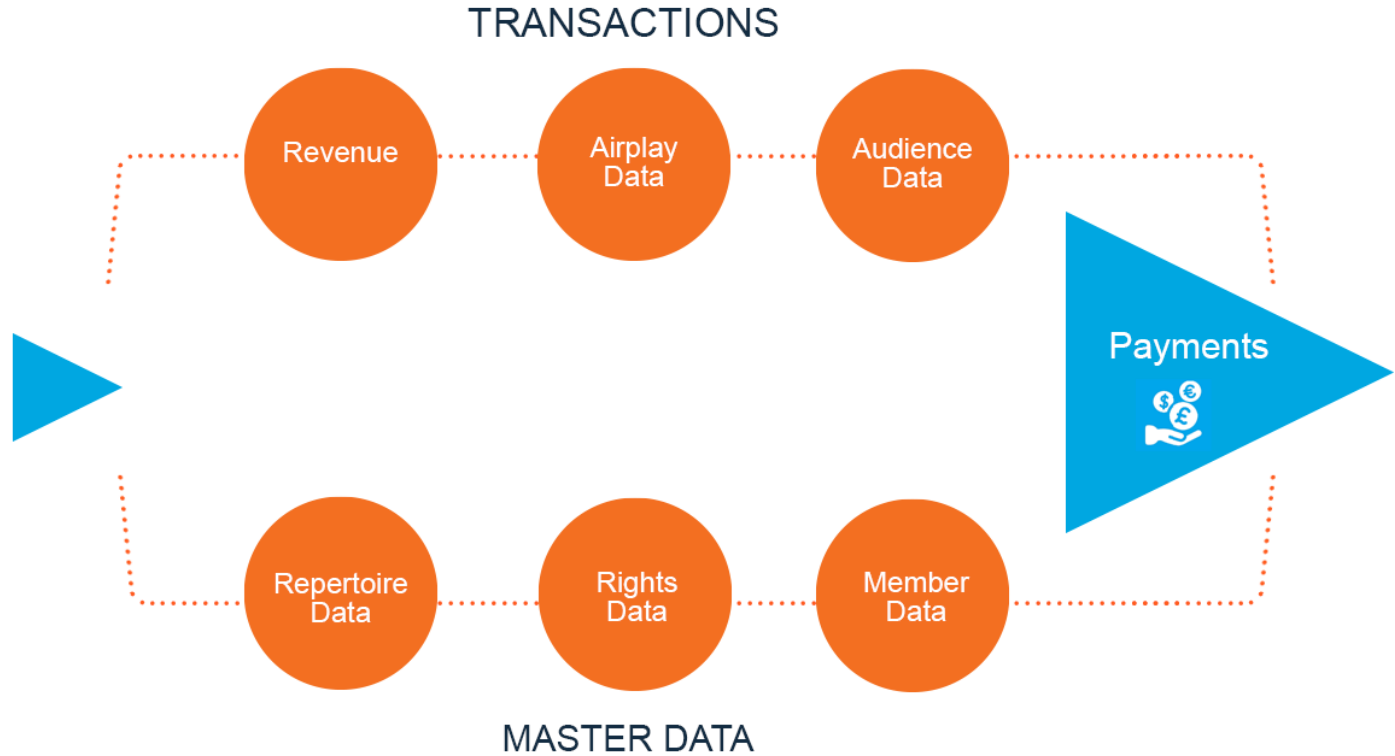 TRANSACTIONS
Revenue
Airplay
Data
Audience
Data
Payments
$
€
£
Repertoire
Data
Rights
Data
Member
Data
MASTER DATA